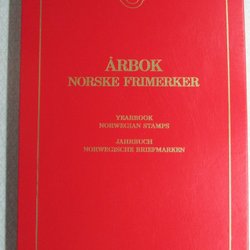 ÅRBOK
NORSKE FRIMERKER
YEARBOOK
NORWEGIAN STAMPS
JAHRBUCH
NORWEGISCHE BRIEFMARKEN